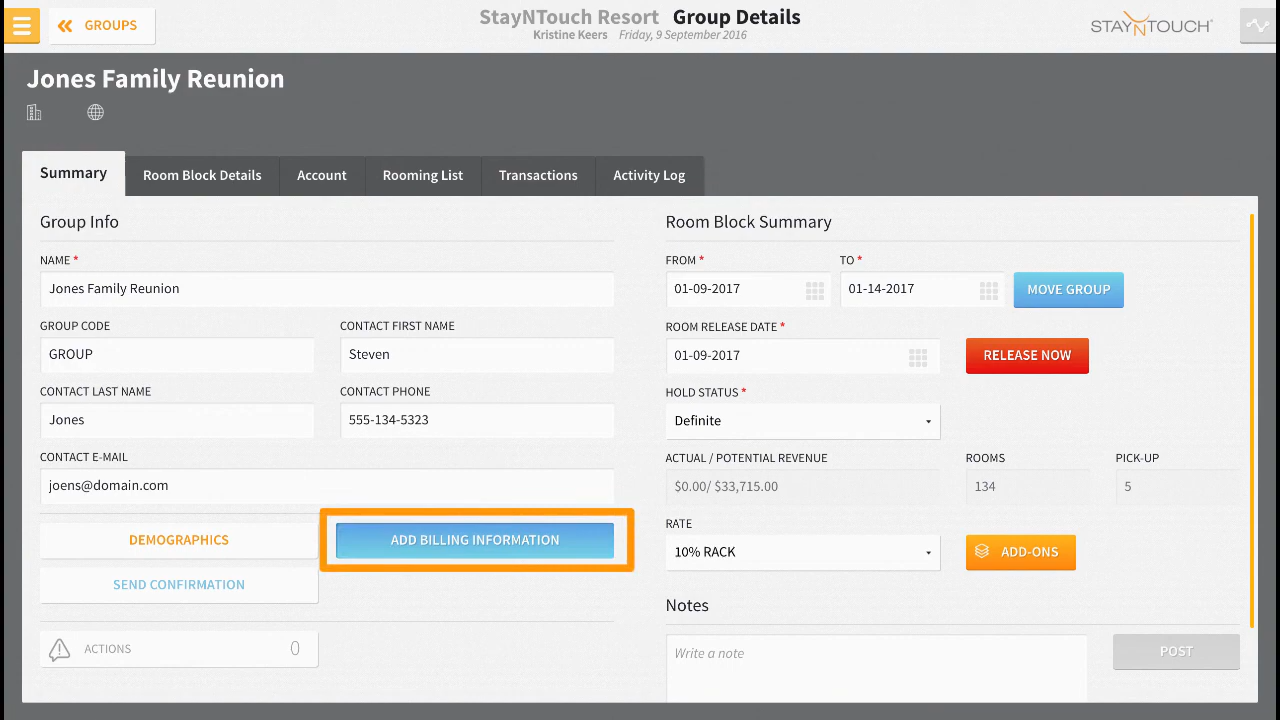 GROUPS
StayNTouch Resort Group Details
Kristine Keers Friday, 9 September 2016
STAYNTOUCH
Jones Family Reunion
Summary
Room Block Details
Account
Rooming List
Transactions
Activity Log
Group Info
NAME *
Jones Family Reunion
GROUP CODE
CONTACT FIRST NAME
GROUP
Steven
CONTACT LAST NAME
CONTACT PHONE
Jones
555-134-5323
CONTACT E-MAIL
joens@domain.com
DEMOGRAPHICS
ADD BILLING INFORMATION
SEND CONFIRMATION
ACTIONS 0
Room Block Summary
FROM *
TO *
01-09-2017
01-14-2017
MOVE GROUP
ROOM RELEASE DATE *
01-09-2017
RELEASE NOW
HOLD STATUS *
Definite
ACTUAL / POTENTIAL REVENUE
ROOMS
PICK-UP
$0.00/ $33,715.00
134
5
RATE
10% RACK
ADD-ONS
Notes
Write a note
POST